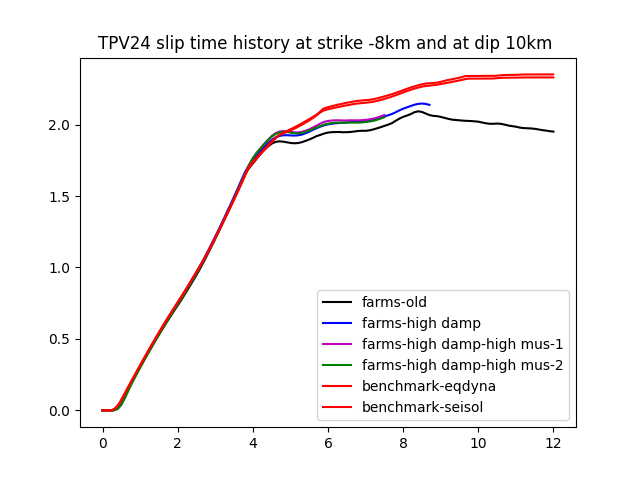 TPV24 slip time history at strike -8km and at dip 10km
2.0
1.5
1.0
0.5
0.0
farms-old
farms-high damp
farms-high damp-high mus-1
farms-high damp-high mus-2
benchmark-eqdyna
benchmark-seisol
0 2 4 6 8 10 12